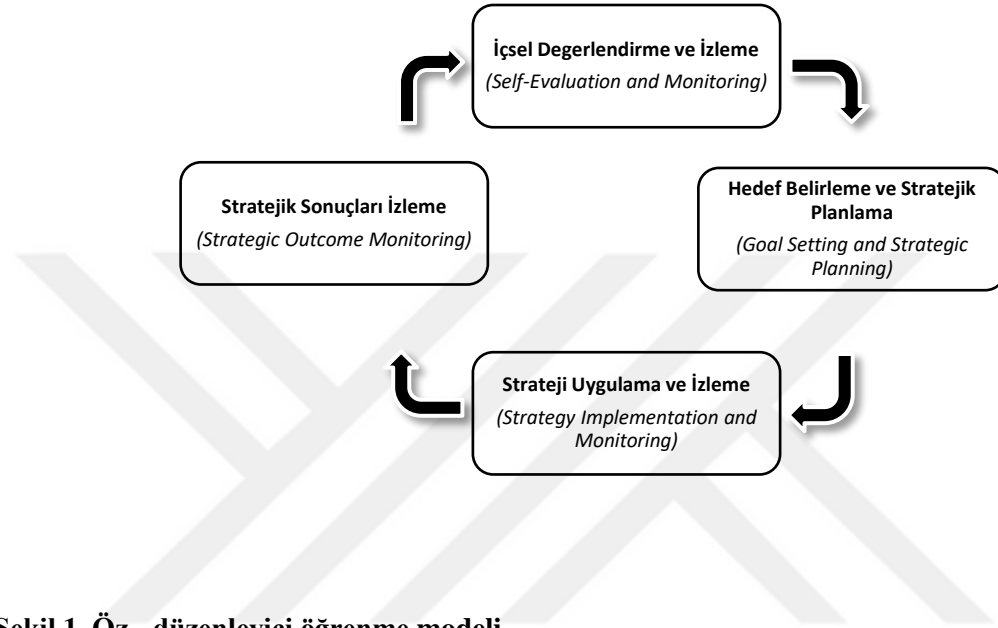 İçsel Degerlendirme ve İzleme
(Self-Evaluation and Monitoring)
Stratejik Sonuçları İzleme
(Strategic Outcome Monitoring)
Hedef Belirleme ve Stratejik
Planlama
(Goal Setting and Strategic
Planning)
Strateji Uygulama ve İzleme
(Strategy Implementation and
Monitoring)
Şekil 1. Öz - düzenleyici öğrenme modeli